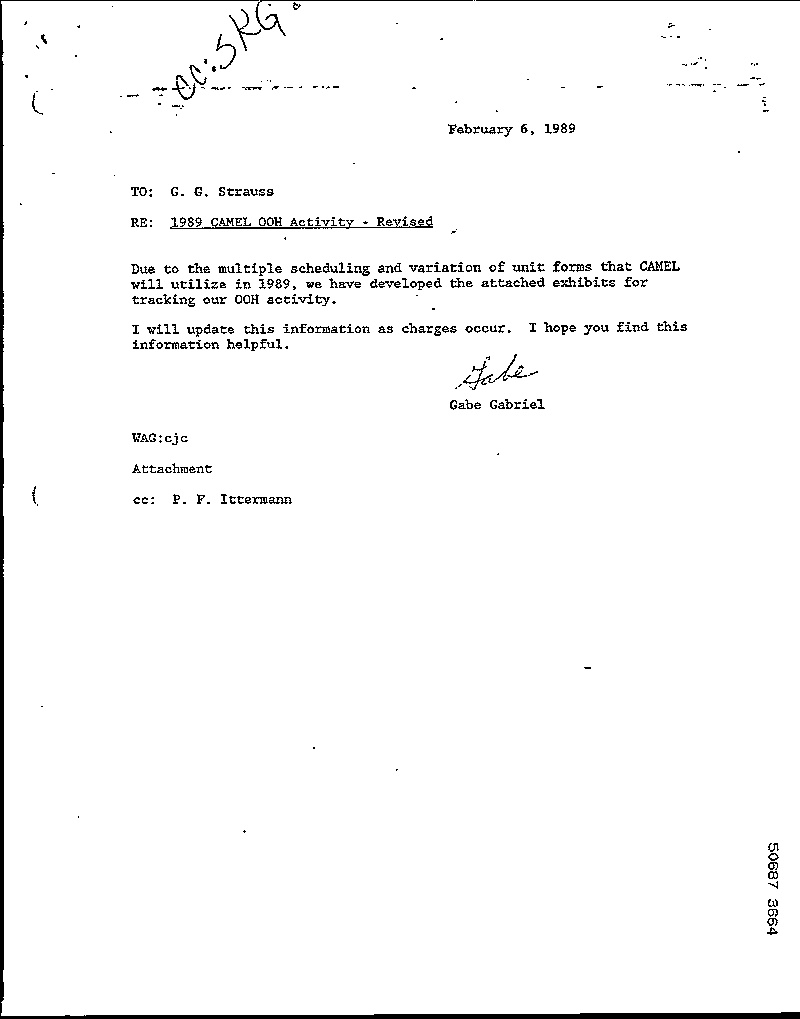 cc: SKG
February 6, 1989
TO: G. G. Strauss
RE: 1989 CAMEL OOH Activity - Revised
Due to the multiple scheduling and variation of unit forms that CAMEL
will utilize in 1989, we have developed the attached exhibits for
tracking our OOH activity.
I will update this information as charges occur. I hope you find this
information helpful.
Gabe
Gabe Gabriel
WAG:cjc
Attachment
cc: P. F. Ittermann
50687 3664